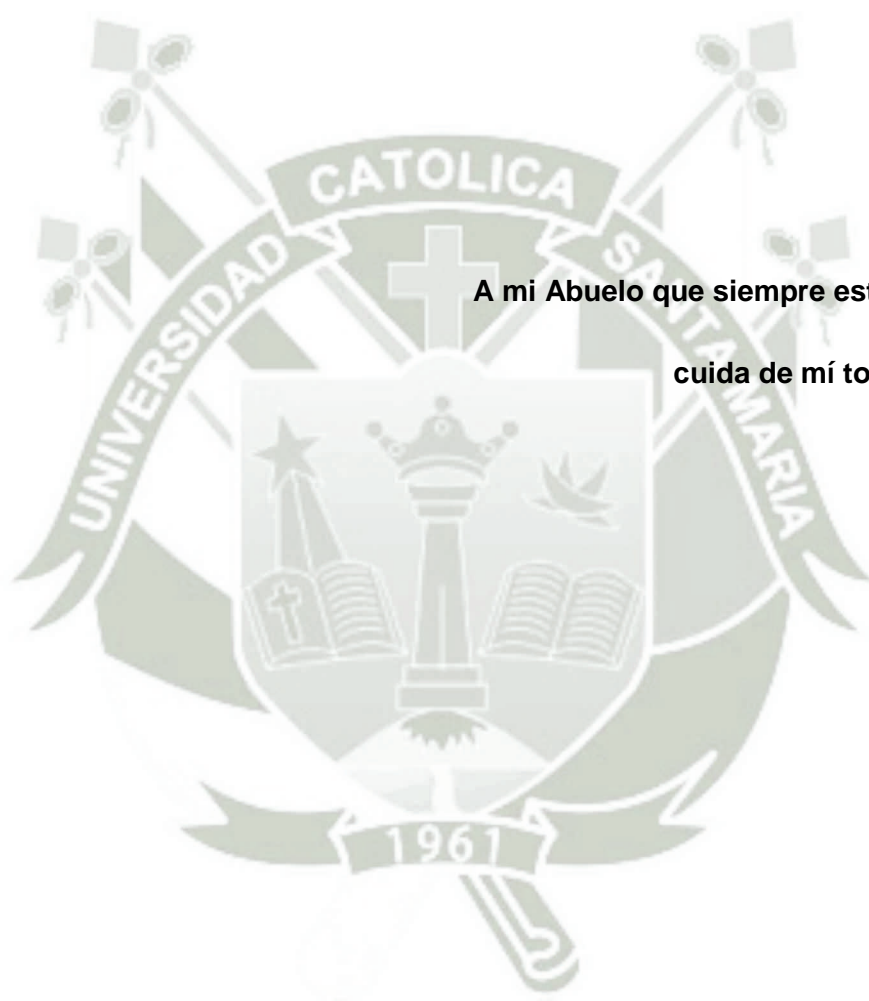 CATOLICA
UNIVERSIDAD
SANTA MARIA
A mi Abuelo que siempre
cuida de mí
1961